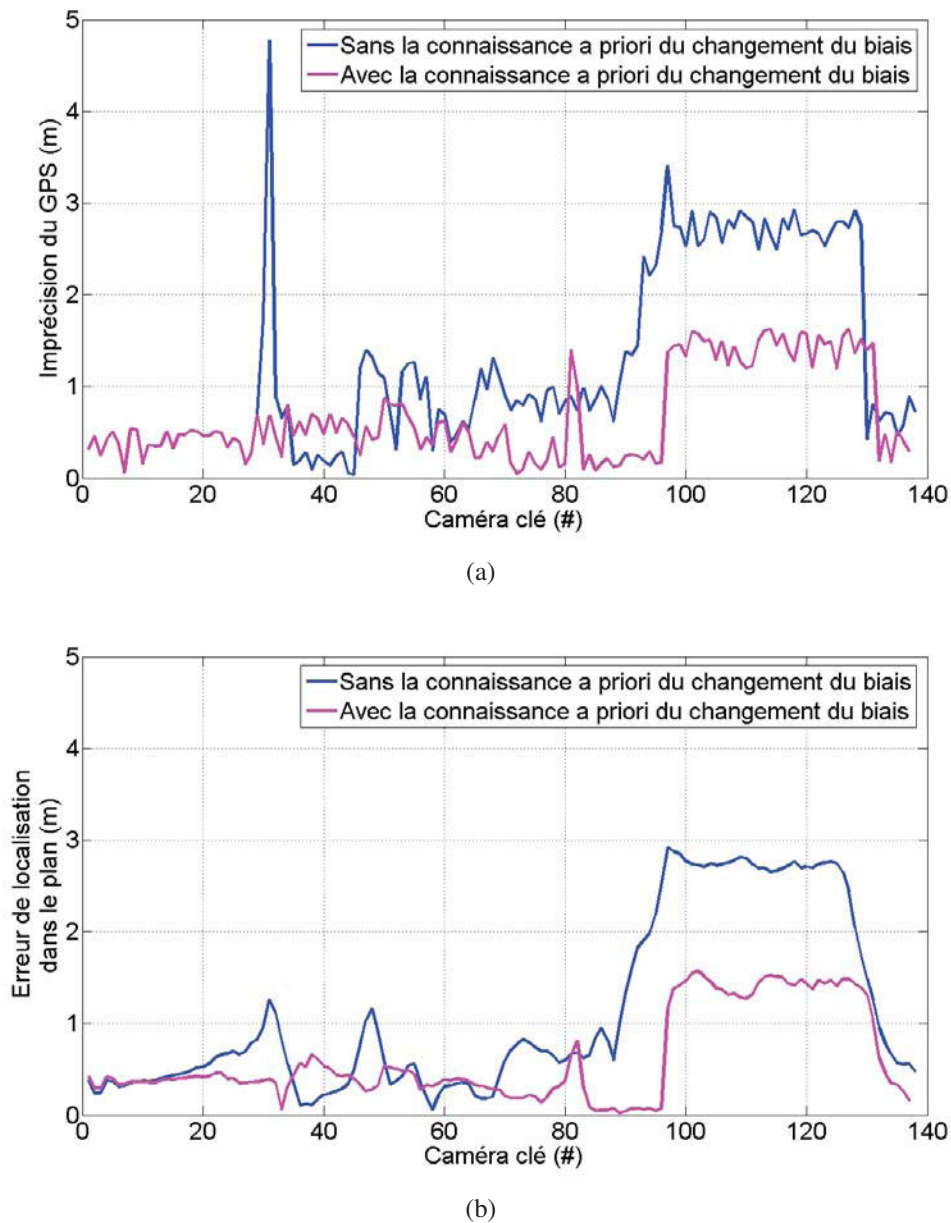 5
4
3
2
1
0
Imprécision du GPS (m)
Sans la connaissance a priori du changement du biais
Avec la connaissance a priori du changement du biais
0 20 40 60 80 100 120 140
Caméra clé (#)
(a)
5
4
3
2
1
0
Erreur de localisation
dans le plan (m)
Sans la connaissance a priori du changement du biais
Avec la connaissance a priori du changement du biais
0 20 40 60 80 100 120 140
Caméra clé (#)
(b)